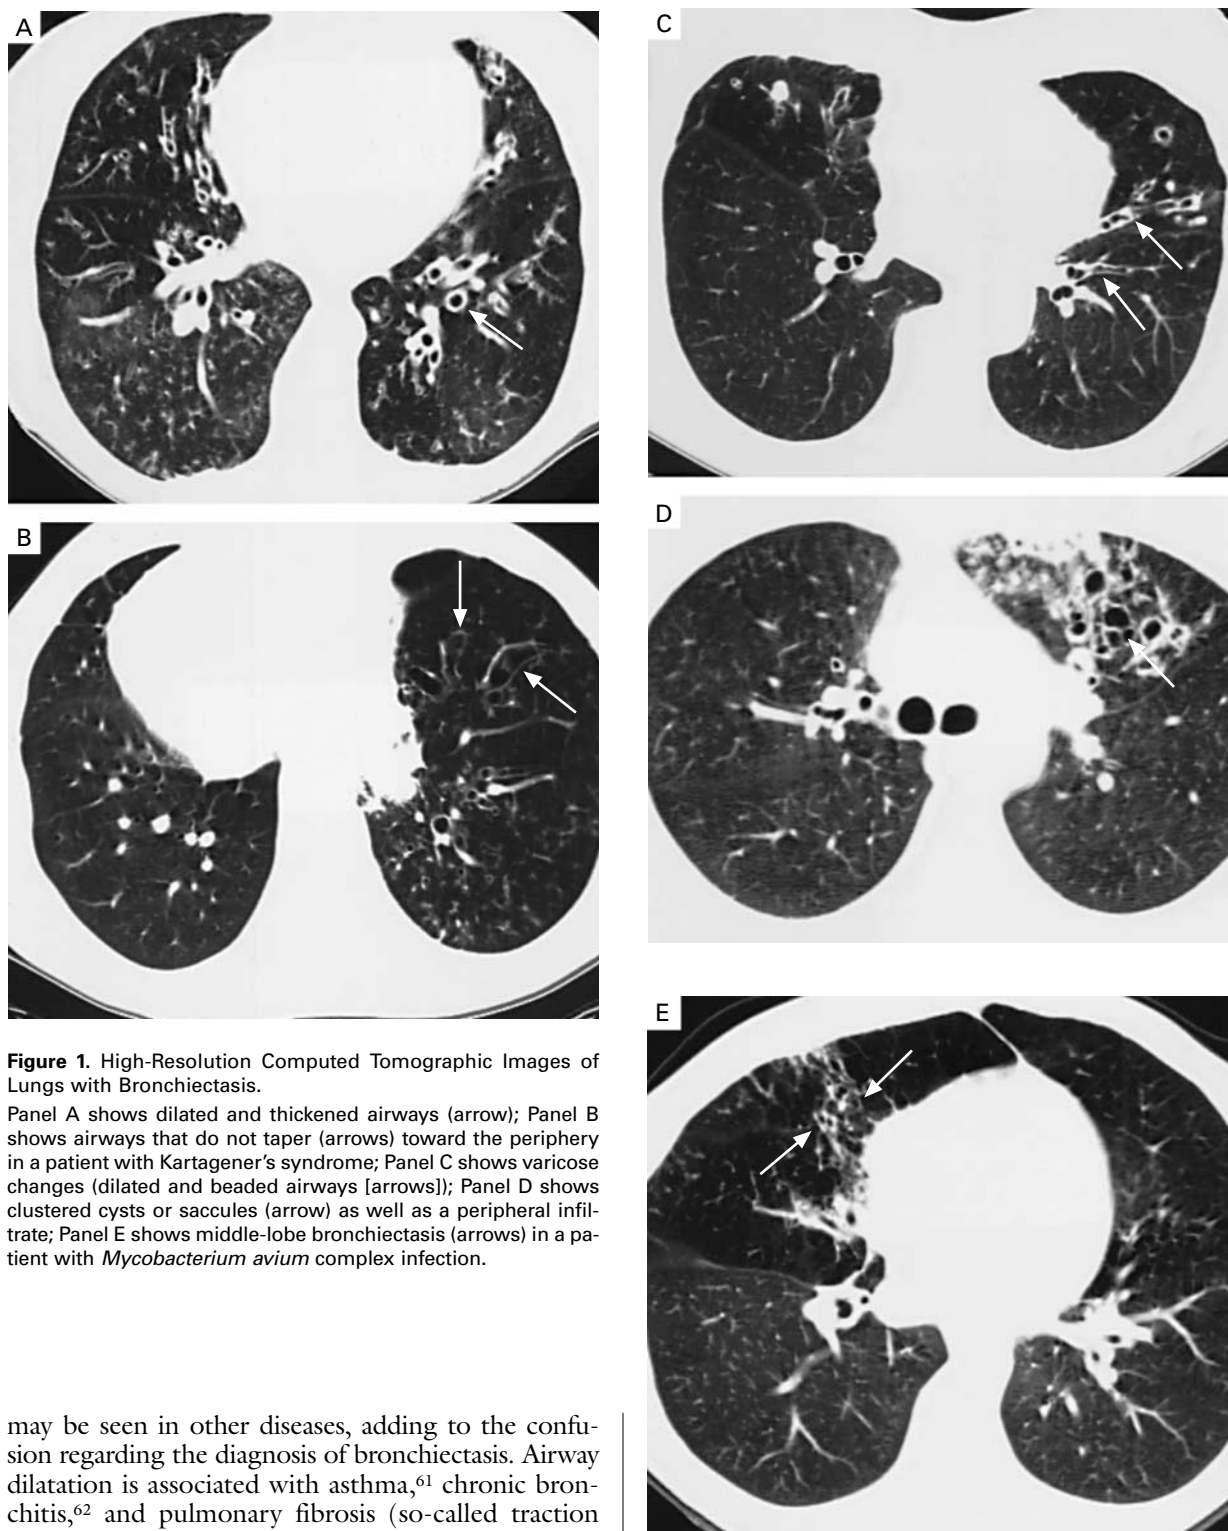 A
B
Figure 1. High-Resolution Computed Tomographic Images of
Lungs with Bronchiectasis.
Panel A shows dilated and thickened airways (arrow); Panel B
shows airways that do not taper (arrows) toward the periphery
in a patient with Kartagener’s syndrome; Panel C shows varicose
changes (dilated and beaded airways [arrows]); Panel D shows
clustered cysts or saccules (arrow) as well as a peripheral infil-
trate; Panel E shows middle-lobe bronchiectasis (arrows) in a pa-
tient with Mycobacterium avium complex infection.
may be seen in other diseases, adding to the confu-
sion regarding the diagnosis of bronchiectasis. Airway
dilatation is associated with asthma,⁶¹ chronic bron-
chitis,⁶² and pulmonary fibrosis (so-called traction
C
D
E